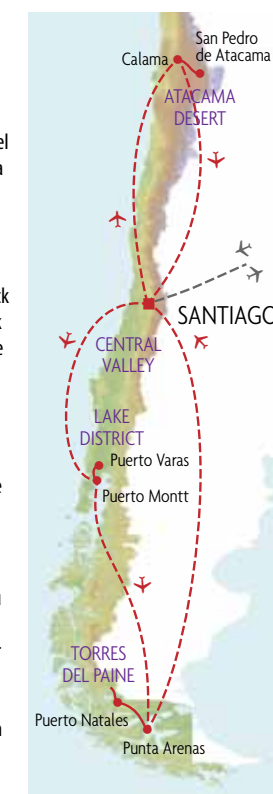 San Pedro
de Atacama
Calama
ATACAMA
DESERT
SANTIAGO
CENTRAL
VALLEY
LAKE
DISTRICT
Puerto Varas
Puerto Montt
TORRES
DEL PAINE
Puerto Natales
Punta Arenas